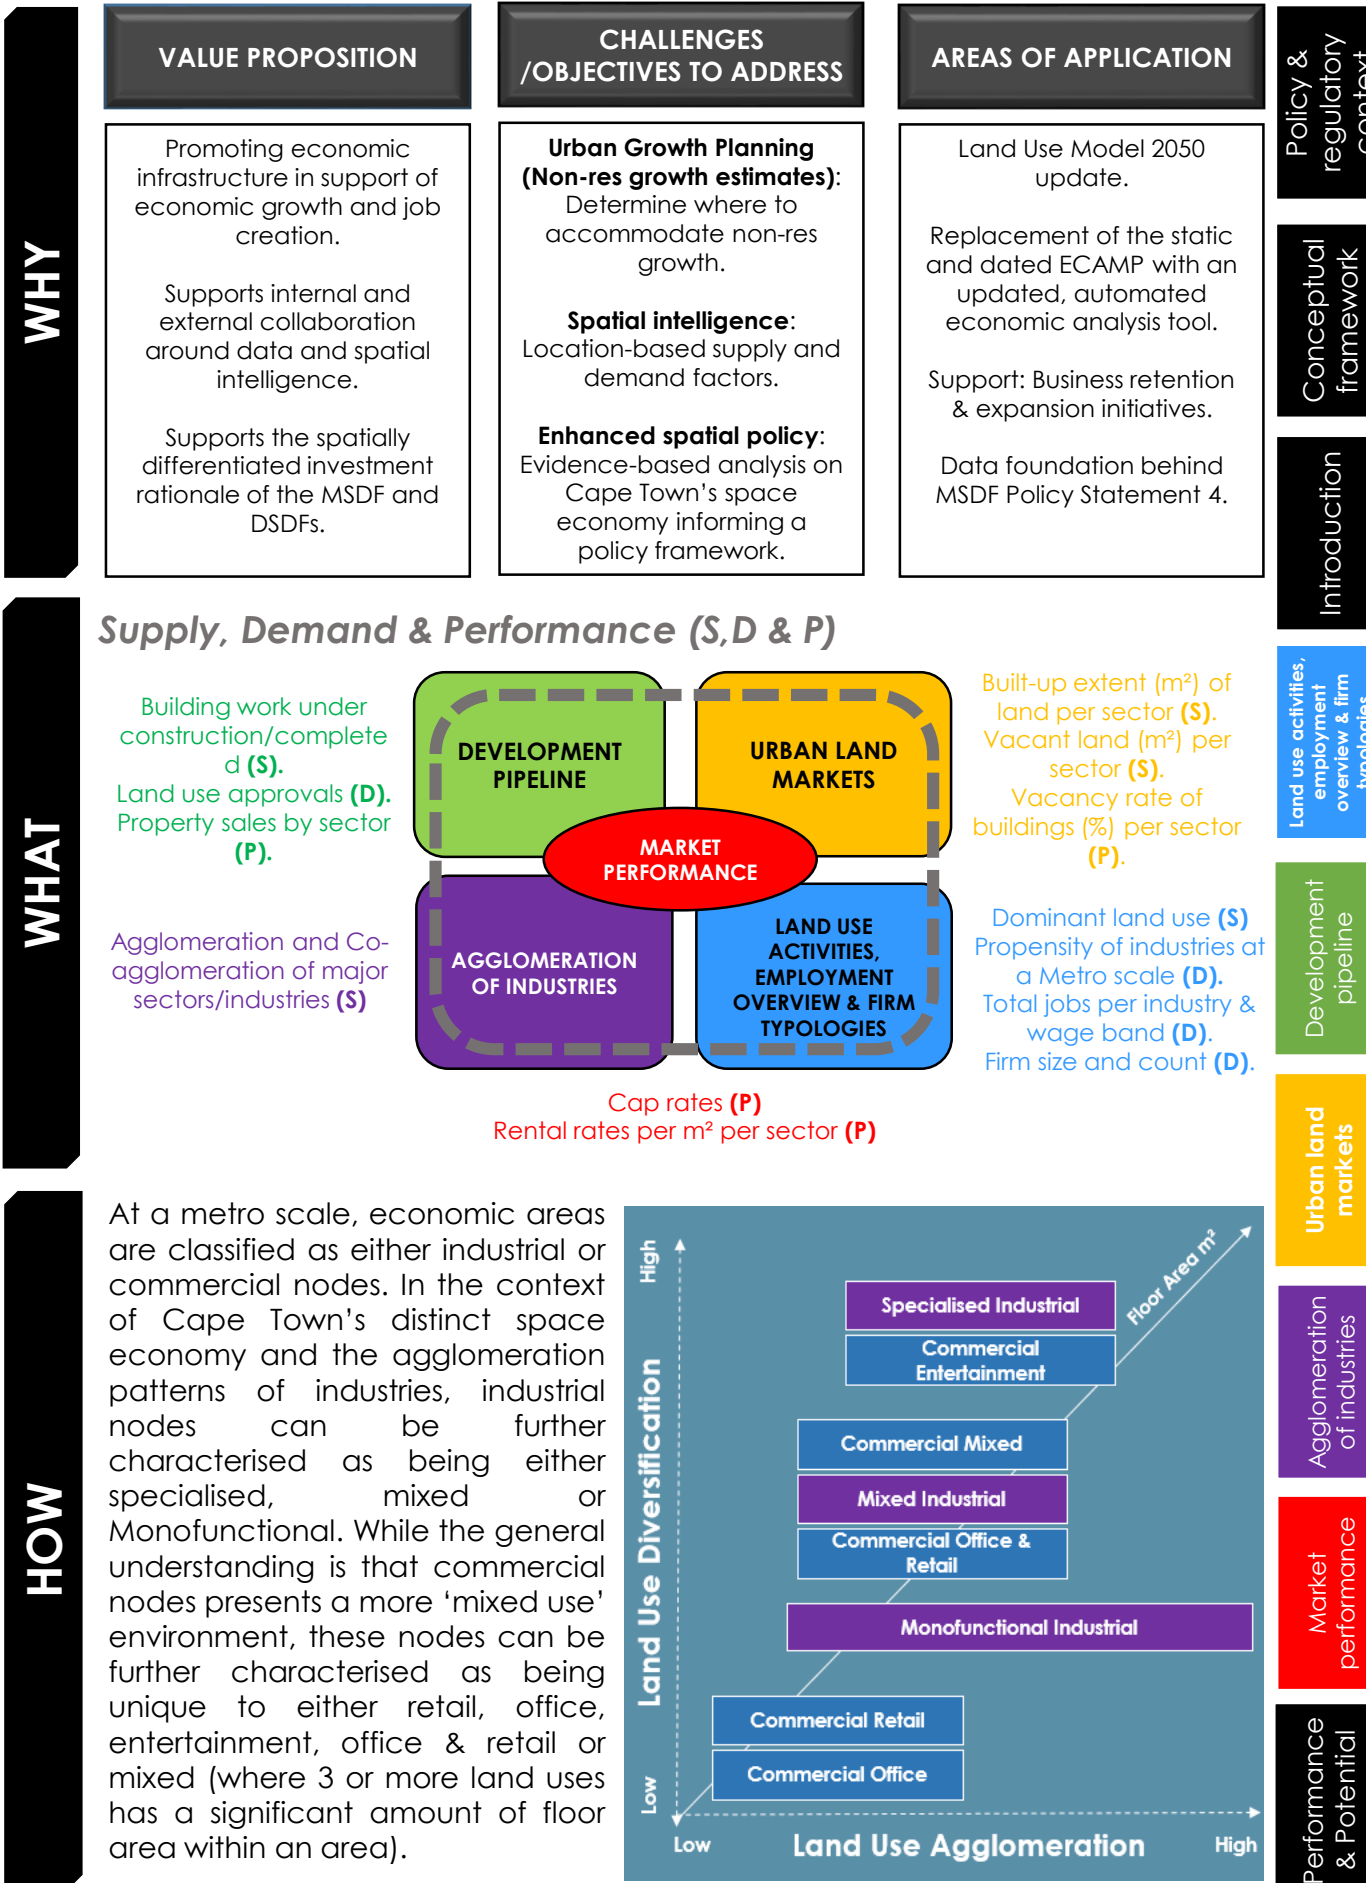 WHY
VALUE PROPOSITION
Promoting economic
infrastructure in support of
economic growth and job
creation.
Supports internal and
external collaboration
around data and spatial
intelligence.
Supports the spatially
differentiated investment
rationale of the MSDF and
DSDFs.
CHALLENGES
/OBJECTIVES TO ADDRESS
Urban Growth Planning
(Non-res growth estimates):
Determine where to
accommodate non-res
growth.
Spatial intelligence:
Location-based supply and
demand factors.
Enhanced spatial policy:
Evidence-based analysis on
Cape Town's space
economy informing a
policy framework.
AREAS OF APPLICATION
Land Use Model 2050
update.
Replacement of the static
and dated ECAMP with an
updated, automated
economic analysis tool.
Support: Business retention
& expansion initiatives.
Data foundation behind
MSDF Policy Statement 4.
WHAT
Supply, Demand & Performance (S,D & P)
Building work under
construction/complete
d (S).
Land use approvals (D).
Property sales by sector
(P).
Agglomeration and Co-
agglomeration of major
sectors/industries (S)
DEVELOPMENT
PIPELINE
URBAN LAND
MARKETS
MARKET
PERFORMANCE
AGGLOMERATION
OF INDUSTRIES
LAND USE
ACTIVITIES,
EMPLOYMENT
OVERVIEW & FIRM
TYPOLOGIES
Built-up extent (m²) of
land per sector (S).
Vacant land (m²) per
sector (S).
Vacancy rate of
buildings (%) per sector
(P).
Dominant land use (S)
Propensity of industries at
a Metro scale (D).
Total jobs per industry &
wage band (D).
Firm size and count (D).
Cap rates (P)
Rental rates per m² per sector (P)
HOW
At a metro scale, economic areas
are classified as either industrial or
commercial nodes. In the context
of Cape Town's distinct space
economy and the agglomeration
patterns of industries, industrial
nodes can be further
characterised as being either
specialised, mixed or
Monofunctional. While the general
understanding is that commercial
nodes presents a more ‘mixed use’
environment, these nodes can be
further characterised as being
unique to either retail, office,
entertainment, office & retail or
mixed (where 3 or more land uses
has a significant amount of floor
area within an area).
High
Land Use Diversification
Low
Floor Area m²
Specialised Industrial
Commercial
Entertainment
Commercial Mixed
Mixed Industrial
Commercial Office &
Retail
Monofunctional Industrial
Commercial Retail
Commercial Office
Low
Land Use Agglomeration
High
Policy &
regulatory
context
Conceptual
framework
Introduction
Land use activities,
employment
overview & firm
typologies
Development
pipeline
Urban land
markets
Agglomeration
of industries
Market
performance
Performance
& Potential